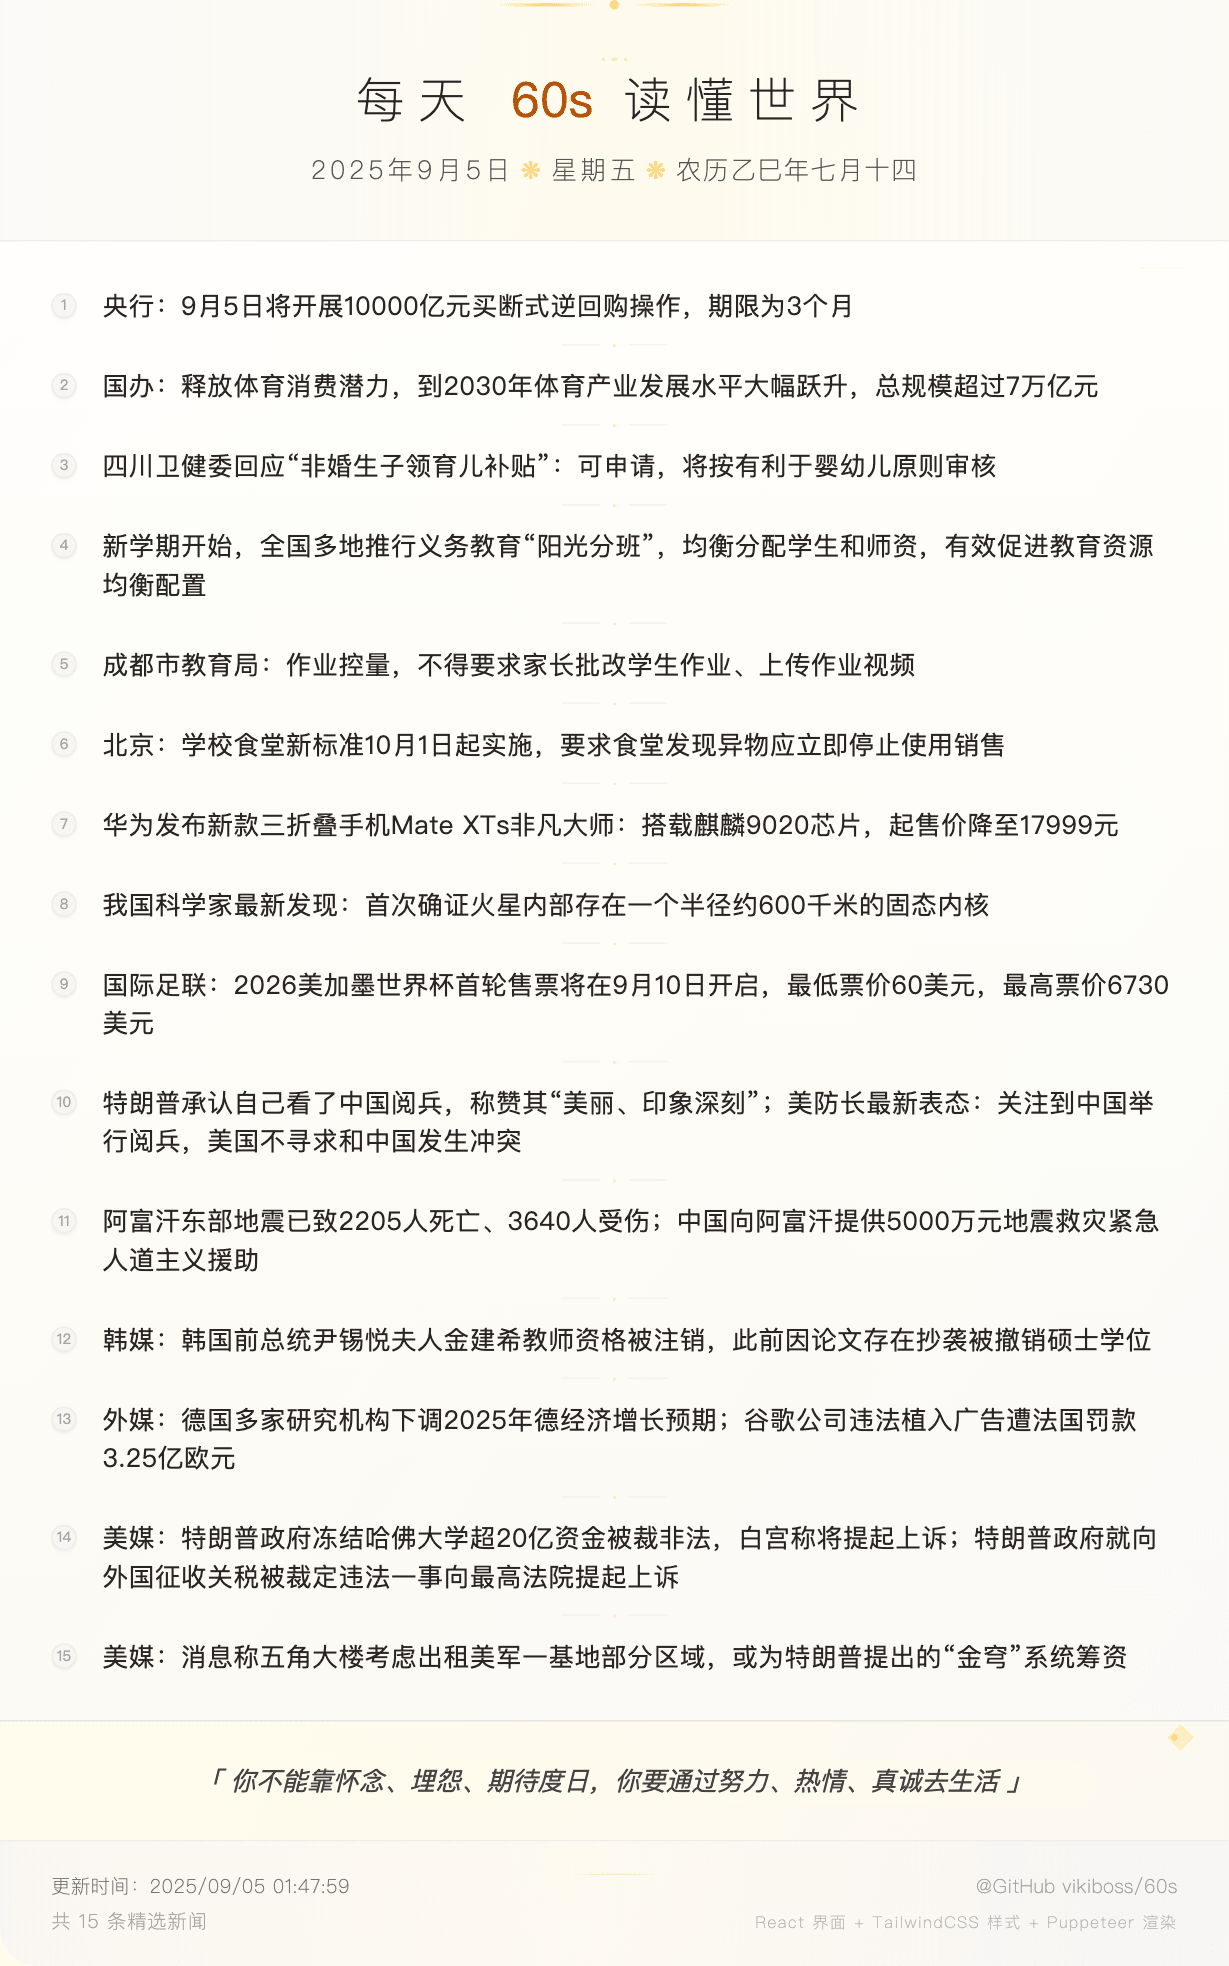 每天 60s 读懂世界
2025年9月5日 ❋ 星期五 ❋ 农历乙巳年七月十四
1 央行：9月5日将开展10000亿元买断式逆回购操作，期限为3个月
2 国办：释放体育消费潜力，到2030年体育产业发展水平大幅跃升，总规模超过7万亿元
3 四川卫健委回应“非婚生子领育儿补贴”：可申请，将按有利于婴幼儿原则审核
4 新学期开始，全国多地推行义务教育“阳光分班”，均衡分配学生和师资，有效促进教育资源
均衡配置
5 成都市教育局：作业控量，不得要求家长批改学生作业、上传作业视频
6 北京：学校食堂新标准10月1日起实施，要求食堂发现异物应立即停止使用销售
7 华为发布新款三折叠手机Mate XTs非凡大师：搭载麒麟9020芯片，起售价降至17999元
8 我国科学家最新发现：首次确证火星内部存在一个半径约600千米的固态内核
9 国际足联：2026美加墨世界杯首轮售票将在9月10日开启，最低票价60美元，最高票价6730
美元
10 特朗普承认自己看了中国阅兵，称赞其“美丽、印象深刻”；美防长最新表态：关注到中国举
行阅兵，美国不寻求和中国发生冲突
11 阿富汗东部地震已致2205人死亡、3640人受伤；中国向阿富汗提供5000万元地震救灾紧急
人道主义援助
12 韩媒：韩国前总统尹锡悦夫人金建希教师资格被注销，此前因论文存在抄袭被撤销硕士学位
13 外媒：德国多家研究机构下调2025年德经济增长预期；谷歌公司违法植入广告遭法国罚款
3.25亿欧元
14 美媒：特朗普政府冻结哈佛大学超20亿资金被裁非法，白宫称将提起上诉；特朗普政府就向
外国征收关税被裁定违法一事向最高法院提起上诉
15 美媒：消息称五角大楼考虑出租美军一基地部分区域，或为特朗普提出的“金穹”系统筹资
「 你不能靠怀念、埋怨、期待度日，你要通过努力、热情、真诚去生活 」
更新时间：2025/09/05 01:47:59
@GitHub vikiboss/60s
共 15 条精选新闻
React 界面 + TailwindCSS 样式 + Puppeteer 渲染